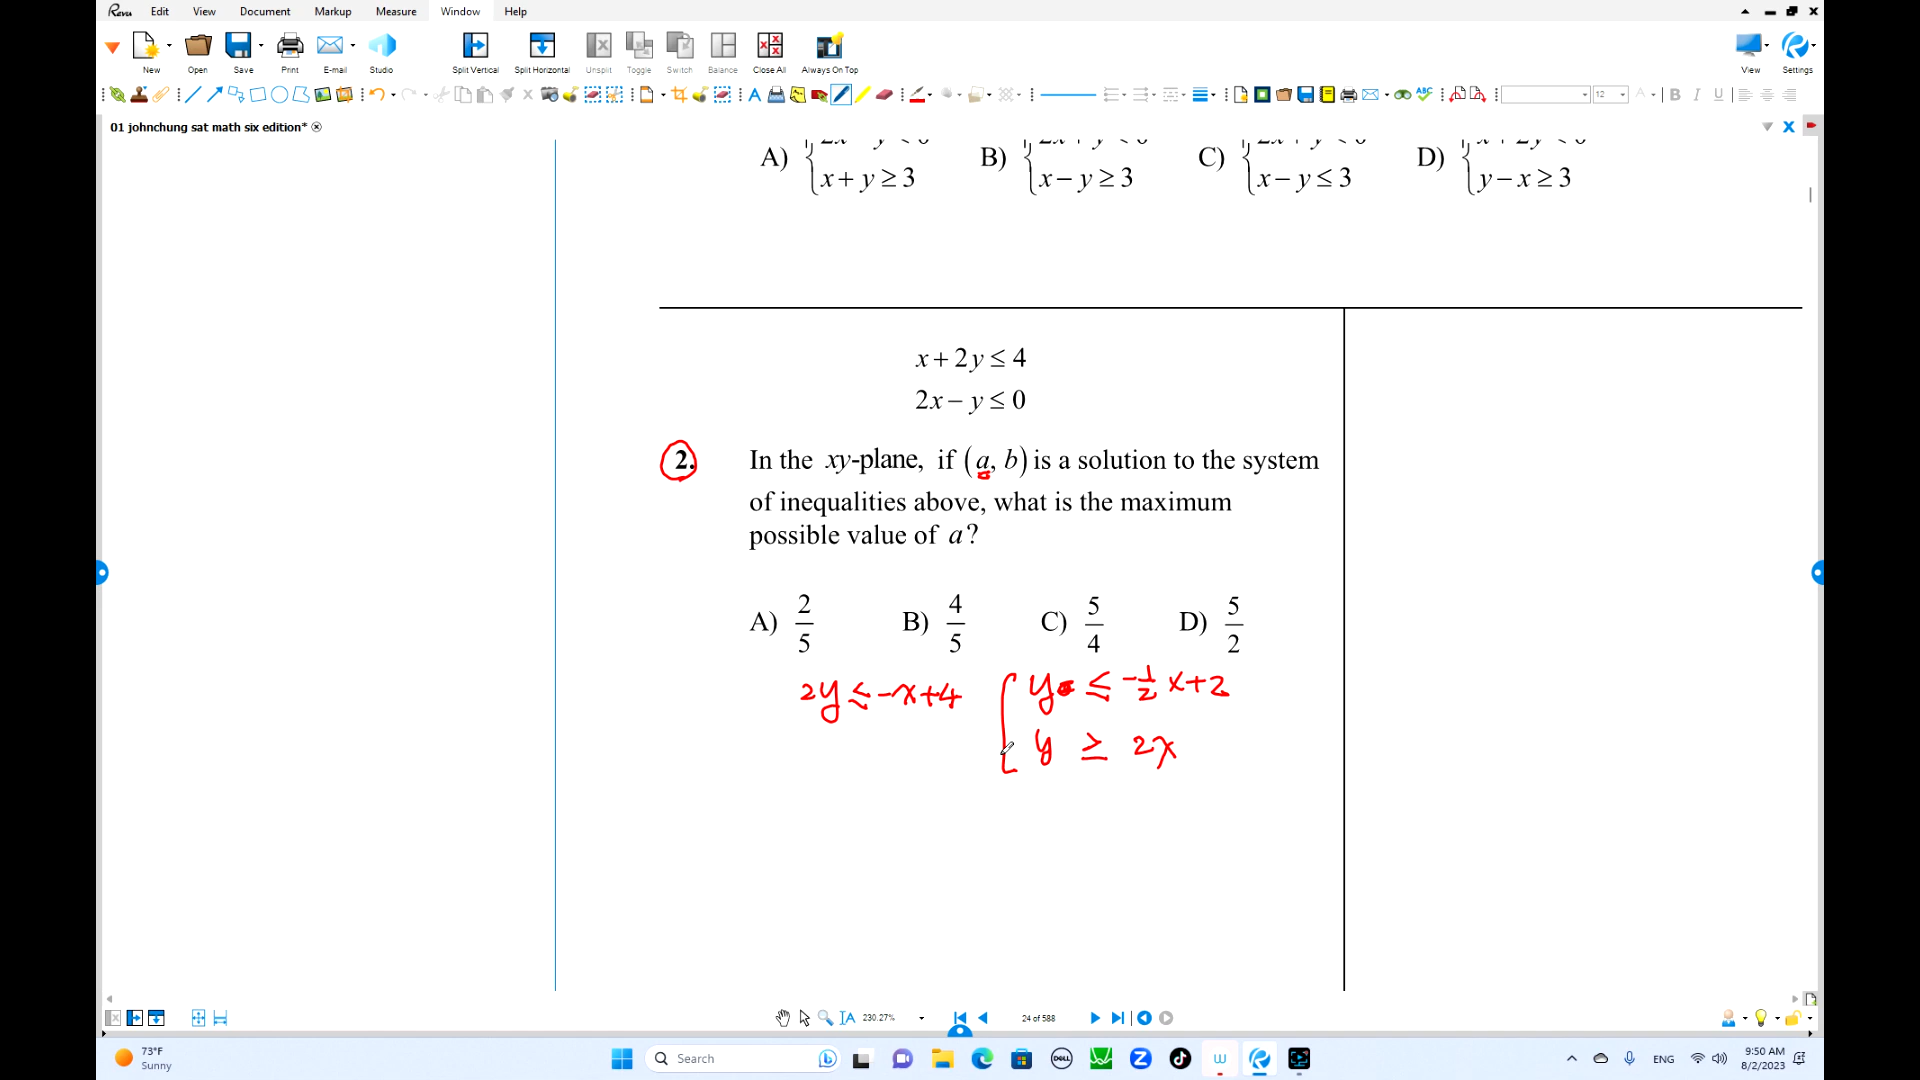 Revu Edit View Document Markup Measure Window Help
New Open Save Print E-mail Studio Split Vertical Split Horizontal Unsplit Toggle Switch Balance Close All Always On Top View Settings
12 B I U
01 johnchung sat math six edition*
A) x + y ≥ 3 B) x − y ≥ 3 C) x − y ≤ 3 D) y − x ≥ 3
x + 2y ≤ 4
2x − y ≤ 0
2. In the xy-plane, if (a, b) is a solution to the system
of inequalities above, what is the maximum
possible value of a?
A) 2/5 B) 4/5 C) 5/4 D) 5/2
2y ≤ -x+4 y ≤ -1/2 x+2
y ≥ 2x
230.27% 24 of 588
73°F
Sunny
Search
DELL
ENG
9:50 AM
8/2/2023